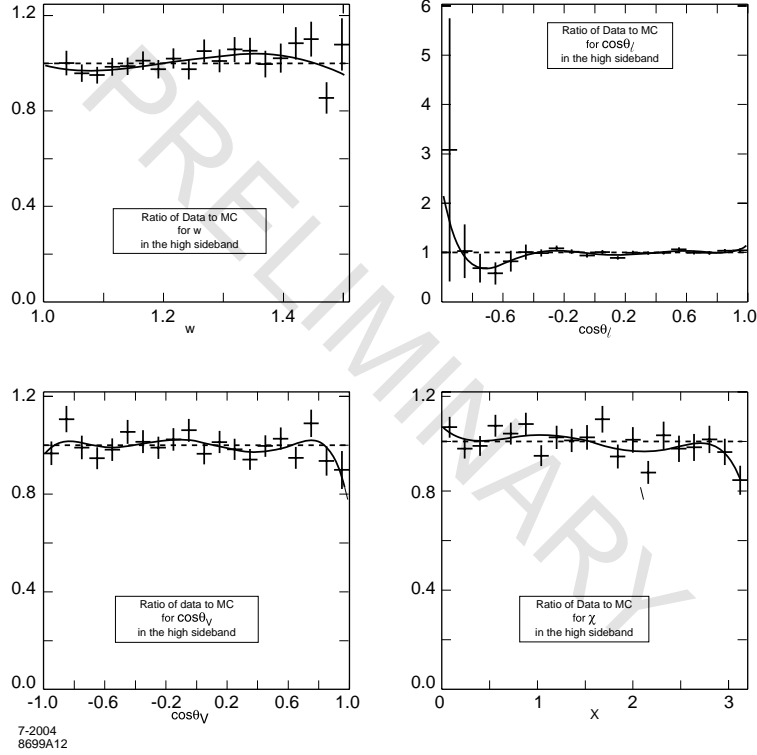 1.2
0.8
0.4
0.0
1.0 1.2 1.4
w
Ratio of Data to MC
for w
in the high sideband
6
5
4
3
2
1
0
-0.6 -0.2 0.2 0.6 1.0
cosθℓ
Ratio of Data to MC
for cosθℓ
in the high sideband
1.2
0.8
0.4
0.0
-1.0 -0.6 -0.2 0.2 0.6 1.0
cosθV
Ratio of data to MC
for cosθV
in the high sideband
1.2
0.8
0.4
0.0
0 1 2 3
χ
Ratio of Data to MC
for χ
in the high sideband
PRELIMINARY
7-2004
8699A12